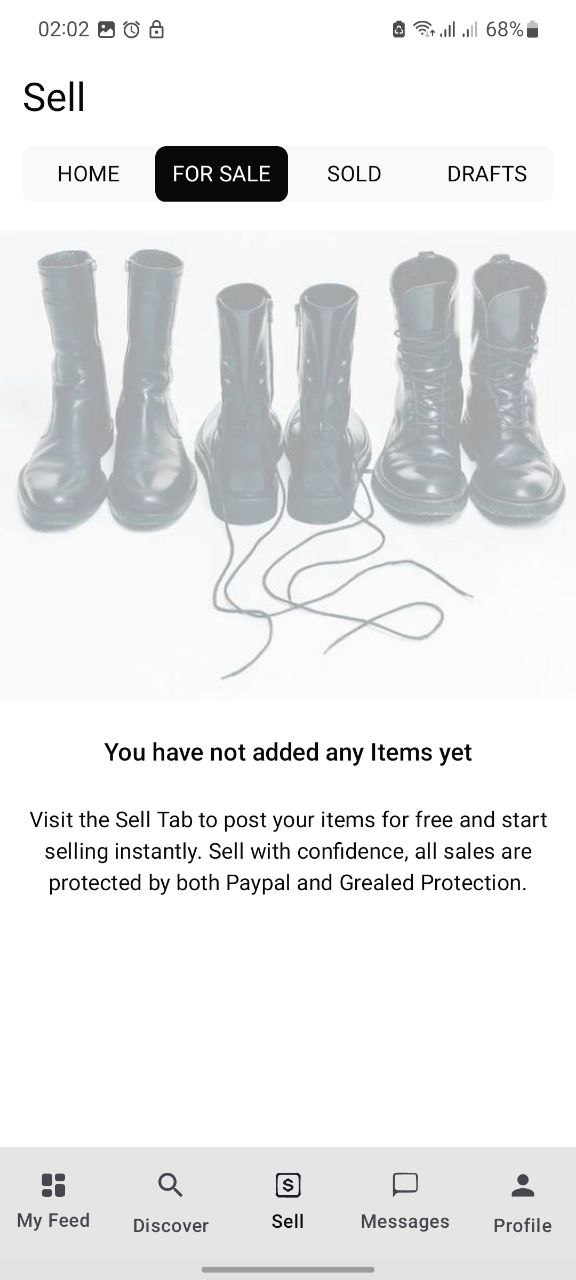 02:02 68%
Sell
HOME FOR SALE SOLD DRAFTS
You have not added any Items yet
Visit the Sell Tab to post your items for free and start
selling instantly. Sell with confidence, all sales are
protected by both Paypal and Grealed Protection.
My Feed Discover Sell Messages Profile